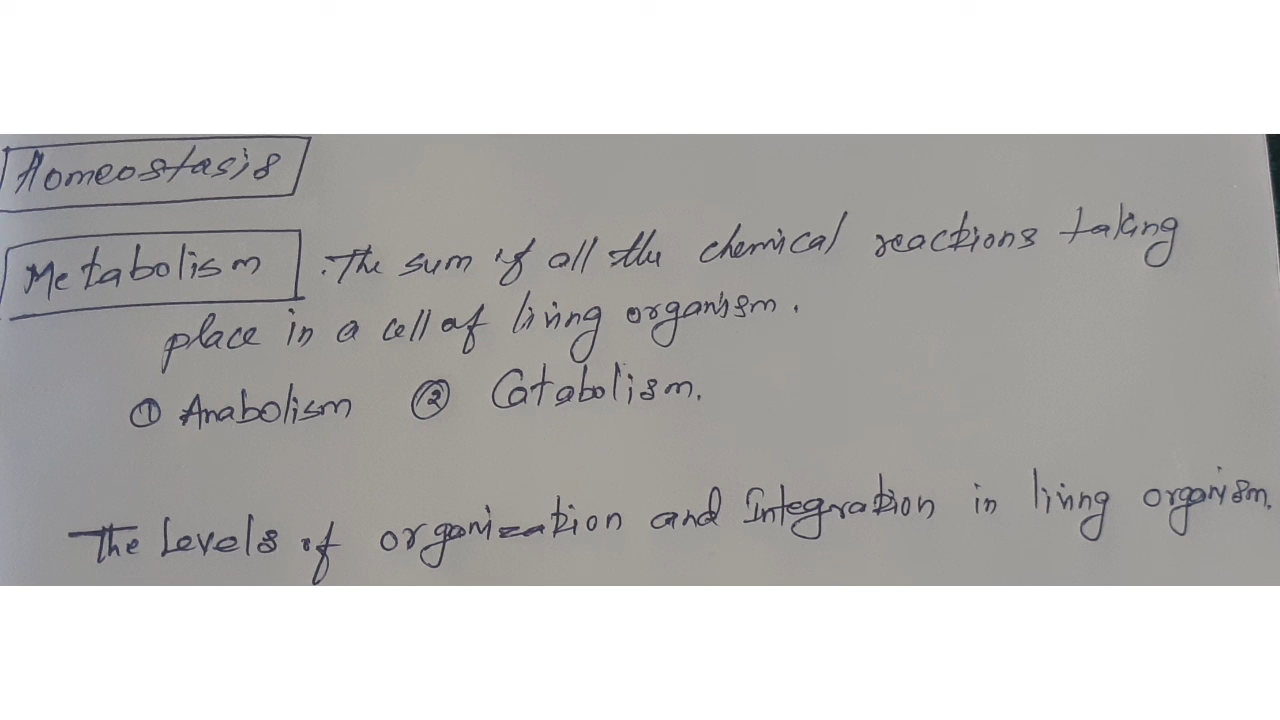 Homeostasis
Metabolism . The sum of all the chemical reactions taking
place in a cell of living organism.
① Anabolism ② Catabolism.
The Levels of organization and Integration in living organism.